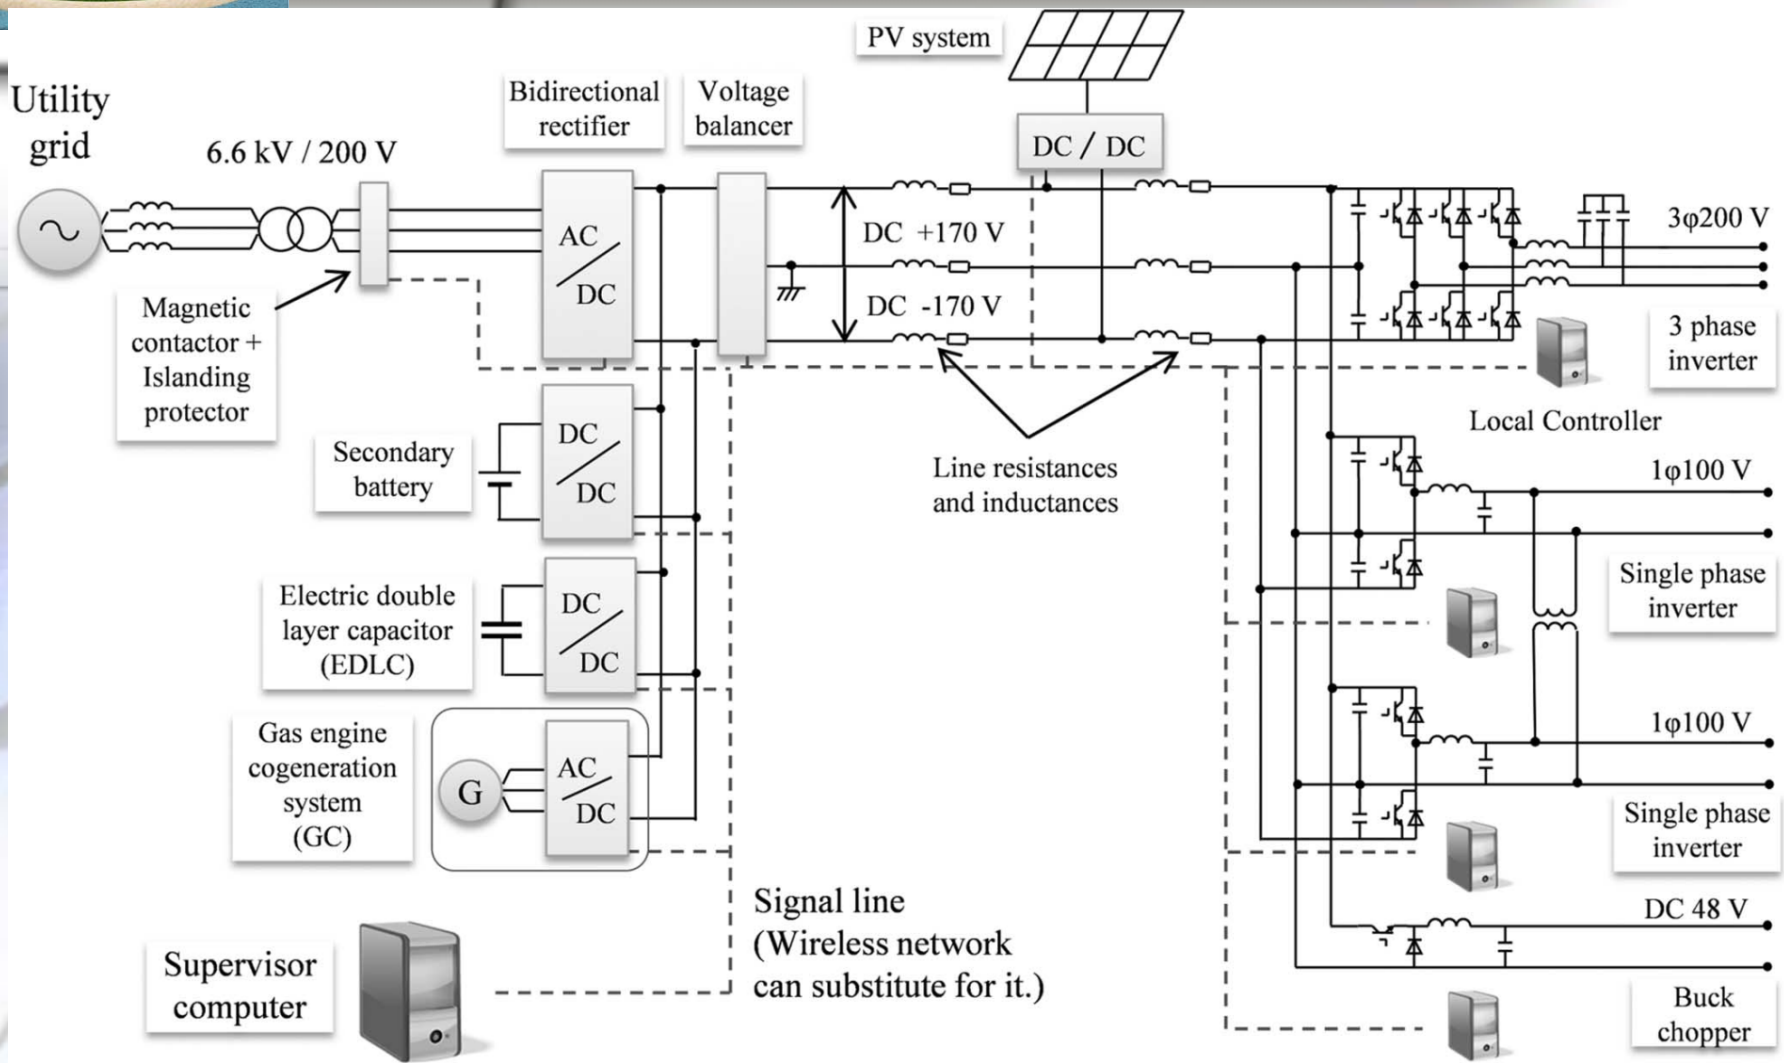 PV system
DC / DC
Utility
grid
6.6 kV / 200 V
Bidirectional
rectifier
Voltage
balancer
AC
DC
DC +170 V
DC -170 V
3φ200 V
Magnetic
contactor +
Islanding
protector
3 phase
inverter
Local Controller
Secondary
battery
DC
DC
Line resistances
and inductances
1φ100 V
Single phase
inverter
Electric double
layer capacitor
(EDLC)
DC
DC
Gas engine
cogeneration
system
(GC)
G
AC
DC
1φ100 V
Single phase
inverter
Signal line
(Wireless network
can substitute for it.)
DC 48 V
Supervisor
computer
Buck
chopper